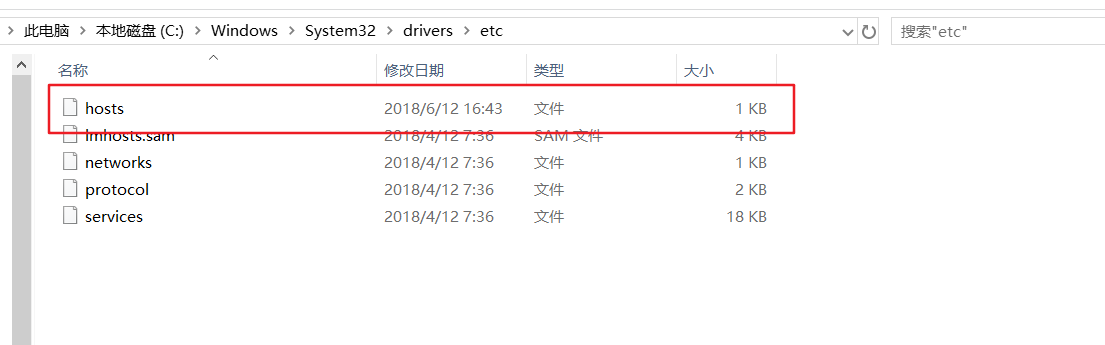 此电脑 > 本地磁盘 (C:) > Windows > System32 > drivers > etc 搜索"etc"
名称 修改日期 类型 大小
hosts 2018/6/12 16:43 文件 1 KB
lmhosts.sam 2018/4/12 7:36 SAM 文件 4 KB
networks 2018/4/12 7:36 文件 1 KB
protocol 2018/4/12 7:36 文件 2 KB
services 2018/4/12 7:36 文件 18 KB